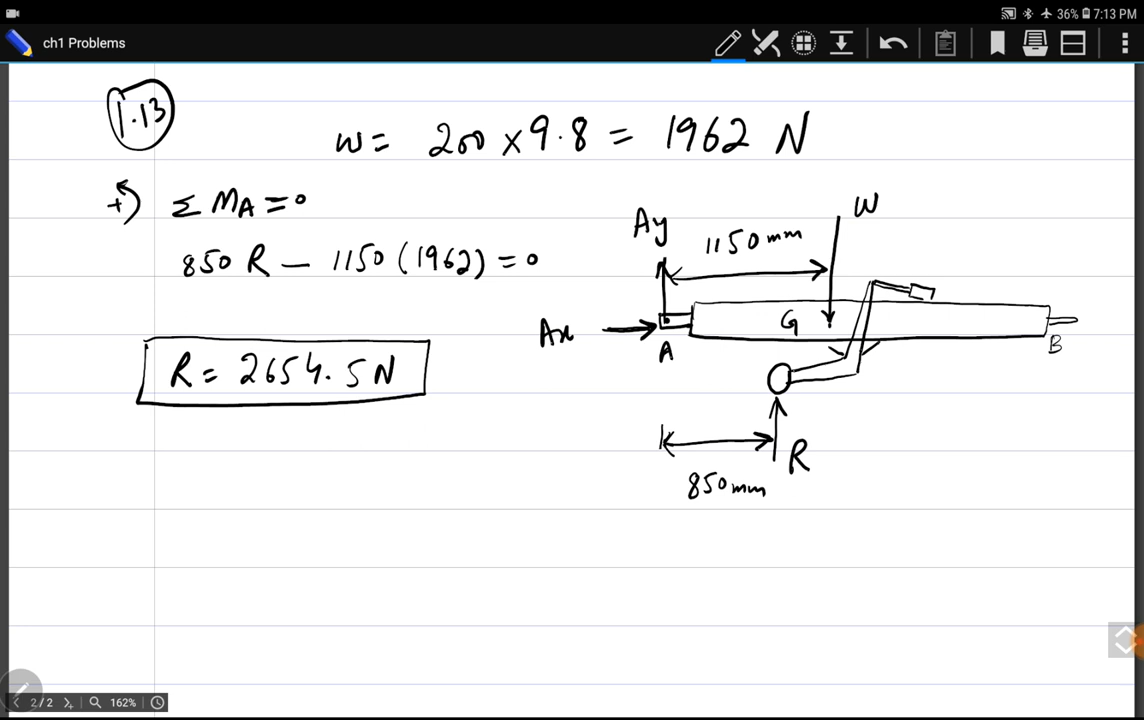 36% 7:13 PM
ch1 Problems
1.13
W = 200 × 9.8 = 1962 N
+) Σ MA = 0
850 R − 1150 (1962) = 0
R = 2654.5 N
W
Ay
1150 mm
Ax
G
A
B
R
850 mm
2/2 162%